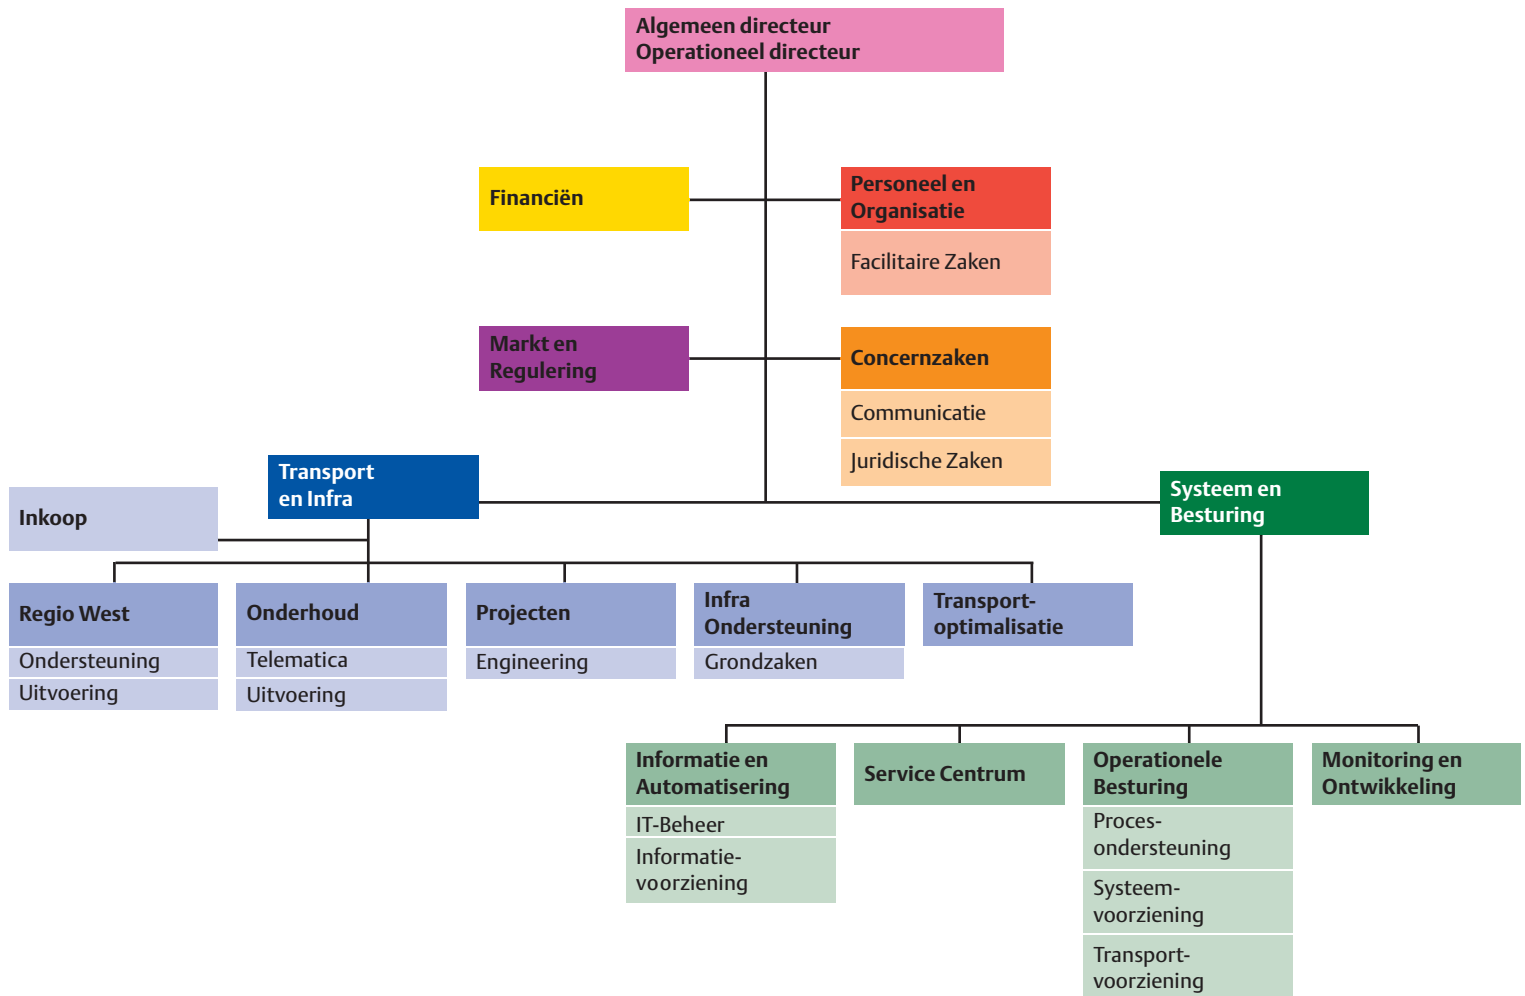 Algemeen directeur
Operationeel directeur
Financiën
Personeel en
Organisatie
Facilitaire Zaken
Markt en
Regulering
Concernzaken
Communicatie
Juridische Zaken
Transport
en Infra
Systeem en
Besturing
Inkoop
Regio West
Ondersteuning
Uitvoering
Onderhoud
Telematica
Uitvoering
Projecten
Engineering
Infra
Ondersteuning
Grondzaken
Transport-
optimalisatie
Informatie en
Automatisering
IT-Beheer
Informatie-
voorziening
Service Centrum
Operationele
Besturing
Proces-
ondersteuning
Systeem-
voorziening
Transport-
voorziening
Monitoring en
Ontwikkeling